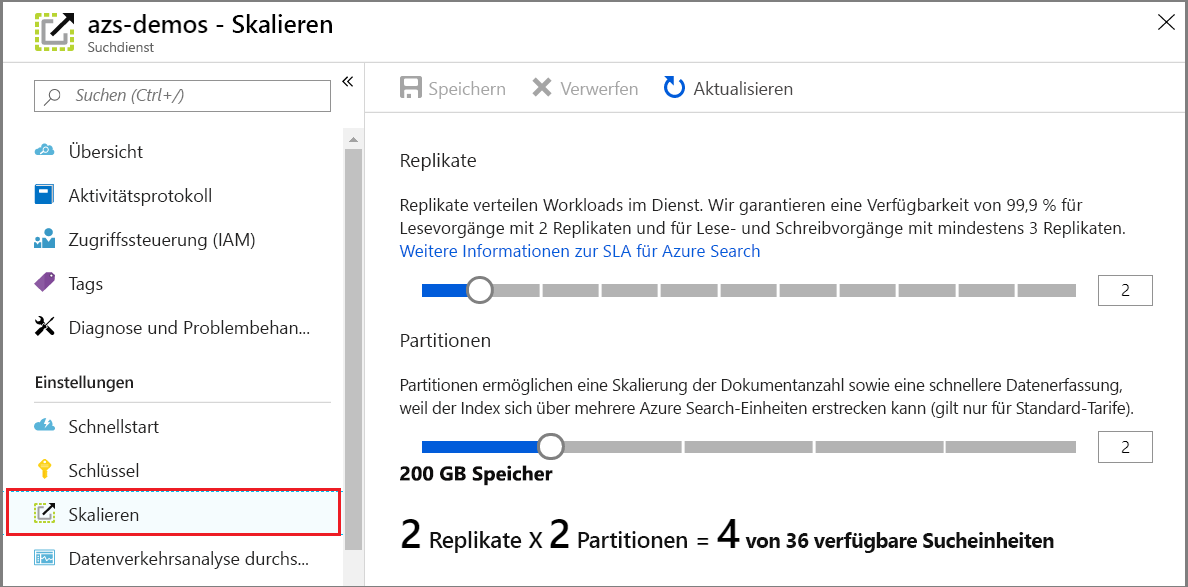 azs-demos - Skalieren
Suchdienst
Suchen (Ctrl+/)
Übersicht
Aktivitätsprotokoll
Zugriffssteuerung (IAM)
Tags
Diagnose und Problembehan...
Einstellungen
Schnellstart
Schlüssel
Skalieren
Datenverkehrsanalyse durchs...
Speichern
Verwerfen
Aktualisieren
Replikate
Replikate verteilen Workloads im Dienst. Wir garantieren eine Verfügbarkeit von 99,9 % für
Lesevorgänge mit 2 Replikaten und für Lese- und Schreibvorgänge mit mindestens 3 Replikaten.
Weitere Informationen zur SLA für Azure Search
2
Partitionen
Partitionen ermöglichen eine Skalierung der Dokumentanzahl sowie eine schnellere Datenerfassung,
weil der Index sich über mehrere Azure Search-Einheiten erstrecken kann (gilt nur für Standard-Tarife).
2
200 GB Speicher
2 Replikate X 2 Partitionen = 4 von 36 verfügbare Sucheinheiten